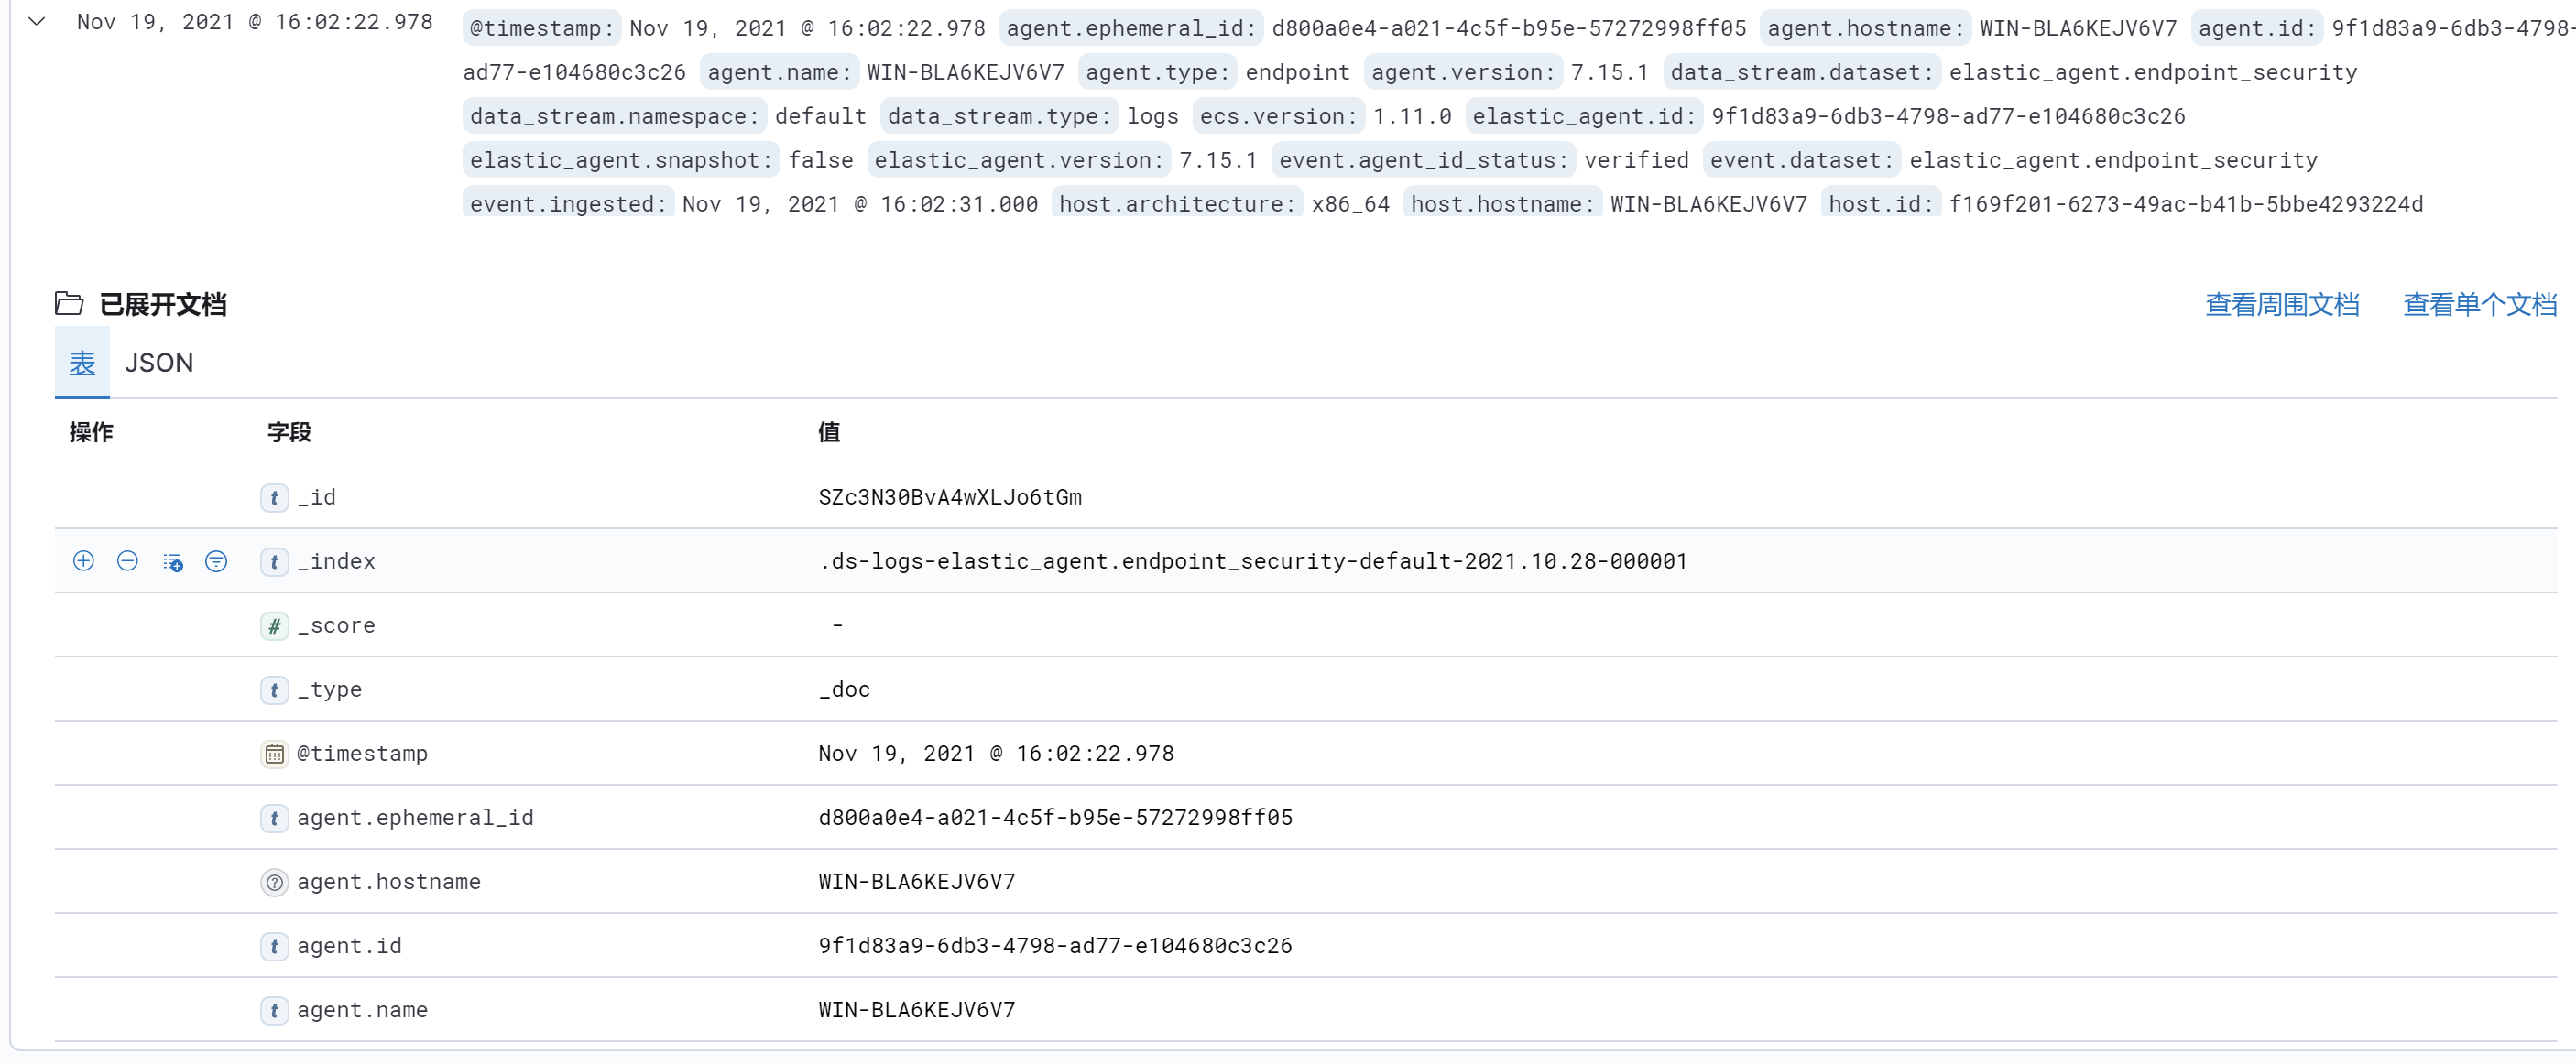 Nov 19, 2021 @ 16:02:22.978 @timestamp: Nov 19, 2021 @ 16:02:22.978 agent.ephemeral_id: d800a0e4-a021-4c5f-b95e-57272998ff05 agent.hostname: WIN-BLA6KEJV6V7 agent.id: 9f1d83a9-6db3-4798-
ad77-e104680c3c26 agent.name: WIN-BLA6KEJV6V7 agent.type: endpoint agent.version: 7.15.1 data_stream.dataset: elastic_agent.endpoint_security
data_stream.namespace: default data_stream.type: logs ecs.version: 1.11.0 elastic_agent.id: 9f1d83a9-6db3-4798-ad77-e104680c3c26
elastic_agent.snapshot: false elastic_agent.version: 7.15.1 event.agent_id_status: verified event.dataset: elastic_agent.endpoint_security
event.ingested: Nov 19, 2021 @ 16:02:31.000 host.architecture: x86_64 host.hostname: WIN-BLA6KEJV6V7 host.id: f169f201-6273-49ac-b41b-5bbe4293224d
已展开文档 查看周围文档 查看单个文档
表 JSON
操作 字段 值
t _id SZc3N30BvA4wXLJo6tGm
t _index .ds-logs-elastic_agent.endpoint_security-default-2021.10.28-000001
# _score -
t _type _doc
@timestamp Nov 19, 2021 @ 16:02:22.978
t agent.ephemeral_id d800a0e4-a021-4c5f-b95e-57272998ff05
? agent.hostname WIN-BLA6KEJV6V7
t agent.id 9f1d83a9-6db3-4798-ad77-e104680c3c26
t agent.name WIN-BLA6KEJV6V7